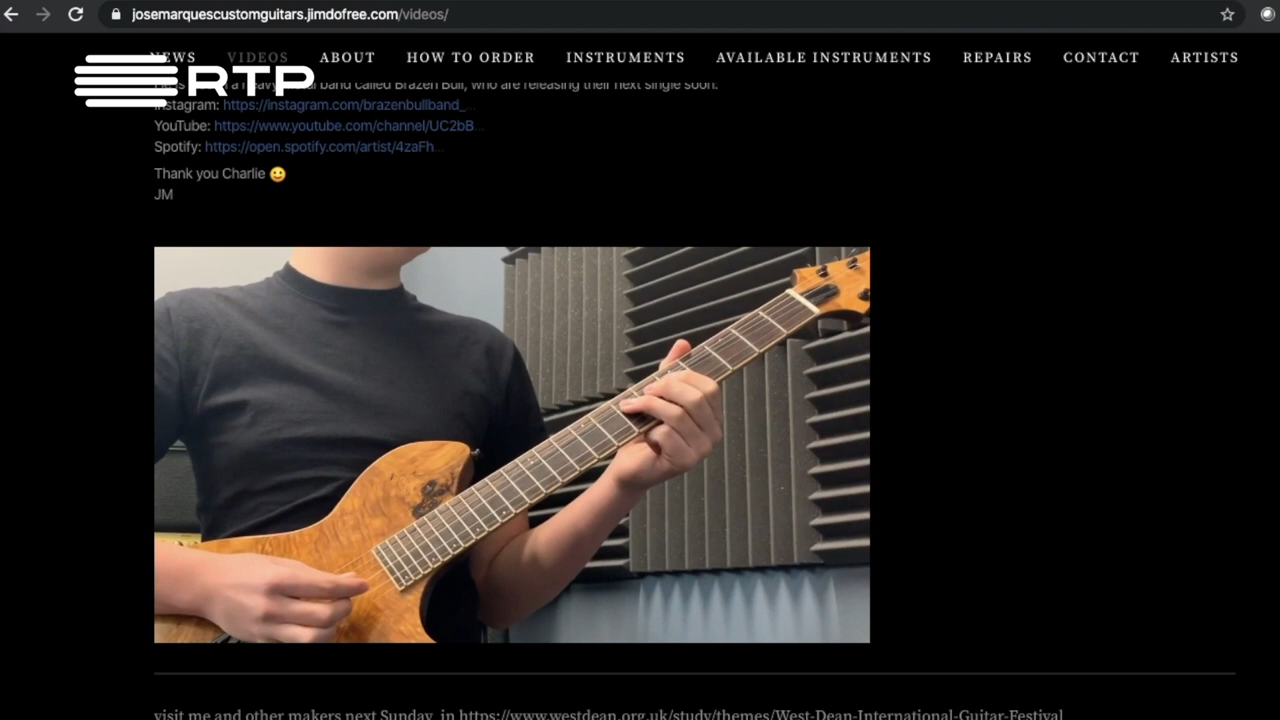 josemarquescustomguitars.jimdofree.com/videos/
NEWS VIDEOS ABOUT HOW TO ORDER INSTRUMENTS AVAILABLE INSTRUMENTS REPAIRS CONTACT ARTISTS
RTP
band called Brazen Bull, who are releasing their next single soon.
Instagram: https://instagram.com/brazenbullband_...
YouTube: https://www.youtube.com/channel/UC2bB...
Spotify: https://open.spotify.com/artist/4zaFh...
Thank you Charlie 😀
JM
visit me and other makers next Sunday in https://www.westdean.org.uk/study/themes/West-Dean-International-Guitar-Festival